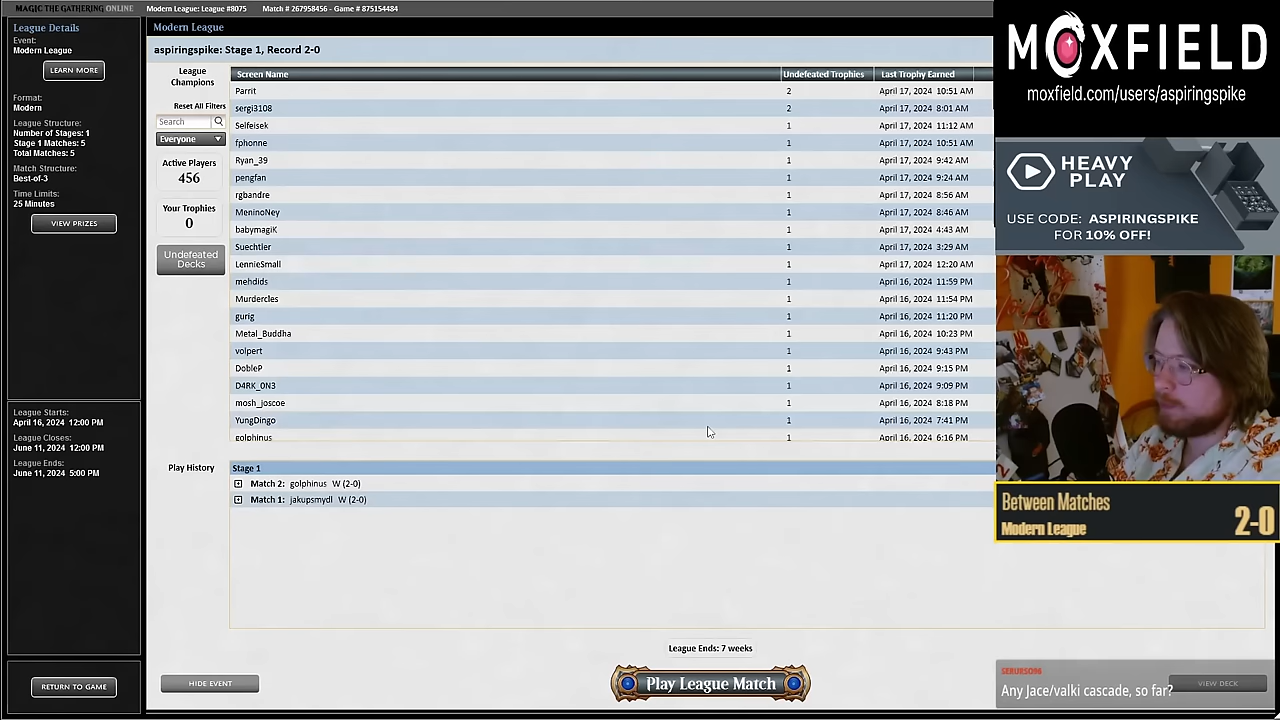 MAGIC THE GATHERING ONLINE
Modern League: League #8075
Match # 267958456 - Game # 875154484
League Details
Event:
Modern League
LEARN MORE
Format:
Modern
League Structure:
Number of Stages: 1
Stage 1 Matches: 5
Total Matches: 5
Match Structure:
Best-of-3
Time Limits:
25 Minutes
VIEW PRIZES
League Starts:
April 16, 2024 12:00 PM
League Closes:
June 11, 2024 12:00 PM
League Ends:
June 11, 2024 5:00 PM
RETURN TO GAME
Modern League
aspiringspike: Stage 1, Record 2-0
League
Champions
Reset All Filters
Search
Everyone
Active Players
456
Your Trophies
0
Undefeated
Decks
Screen Name Undefeated Trophies Last Trophy Earned
Parrit 2 April 17, 2024 10:51 AM
sergi3108 2 April 17, 2024 8:01 AM
Selfeisek 1 April 17, 2024 11:12 AM
fphonne 1 April 17, 2024 10:51 AM
Ryan_39 1 April 17, 2024 9:42 AM
pengfan 1 April 17, 2024 9:24 AM
rgbandre 1 April 17, 2024 8:56 AM
MeninoNey 1 April 17, 2024 8:46 AM
babymagiK 1 April 17, 2024 4:43 AM
Suechtler 1 April 17, 2024 3:29 AM
LennieSmall 1 April 17, 2024 12:20 AM
mehdids 1 April 16, 2024 11:59 PM
Murdercles 1 April 16, 2024 11:54 PM
gurig 1 April 16, 2024 11:20 PM
Metal_Buddha 1 April 16, 2024 10:23 PM
volpert 1 April 16, 2024 9:43 PM
DobleP 1 April 16, 2024 9:15 PM
D4RK_0N3 1 April 16, 2024 9:09 PM
mosh_joscoe 1 April 16, 2024 8:18 PM
YungDingo 1 April 16, 2024 7:41 PM
golphinus 1 April 16, 2024 6:16 PM
Play History
Stage 1
Match 2: golphinus W (2-0)
Match 1: jakupsmydl W (2-0)
League Ends: 7 weeks
HIDE EVENT
Play League Match
VIEW DECK
MOXFIELD
moxfield.com/users/aspiringspike
HEAVY
PLAY
USE CODE: ASPIRINGSPIKE
FOR 10% OFF!
Between Matches
Modern League
2-0
Any Jace/valki cascade, so far?